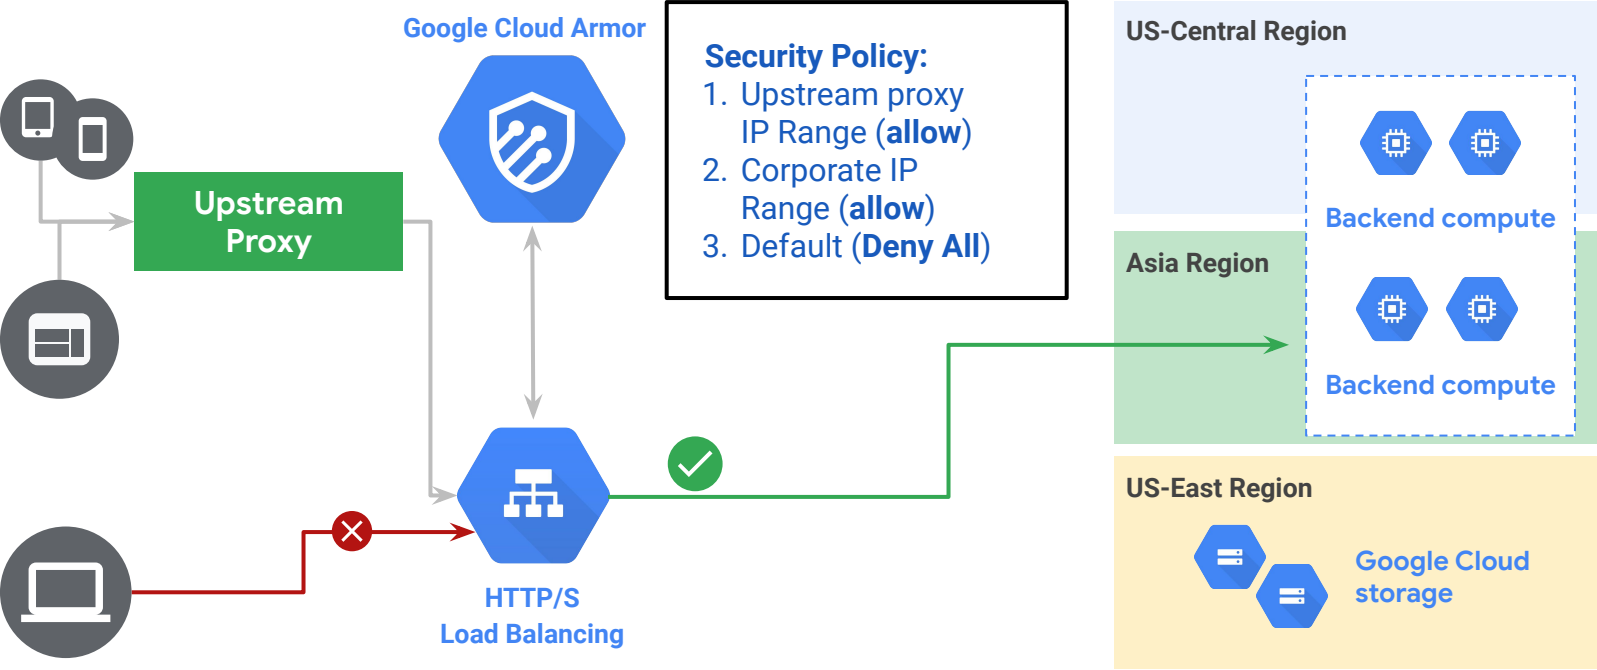 Google Cloud Armor
Security Policy:
1. Upstream proxy
IP Range (allow)
2. Corporate IP
Range (allow)
3. Default (Deny All)
Upstream
Proxy
HTTP/S
Load Balancing
US-Central Region
Backend compute
Asia Region
Backend compute
US-East Region
Google Cloud
storage